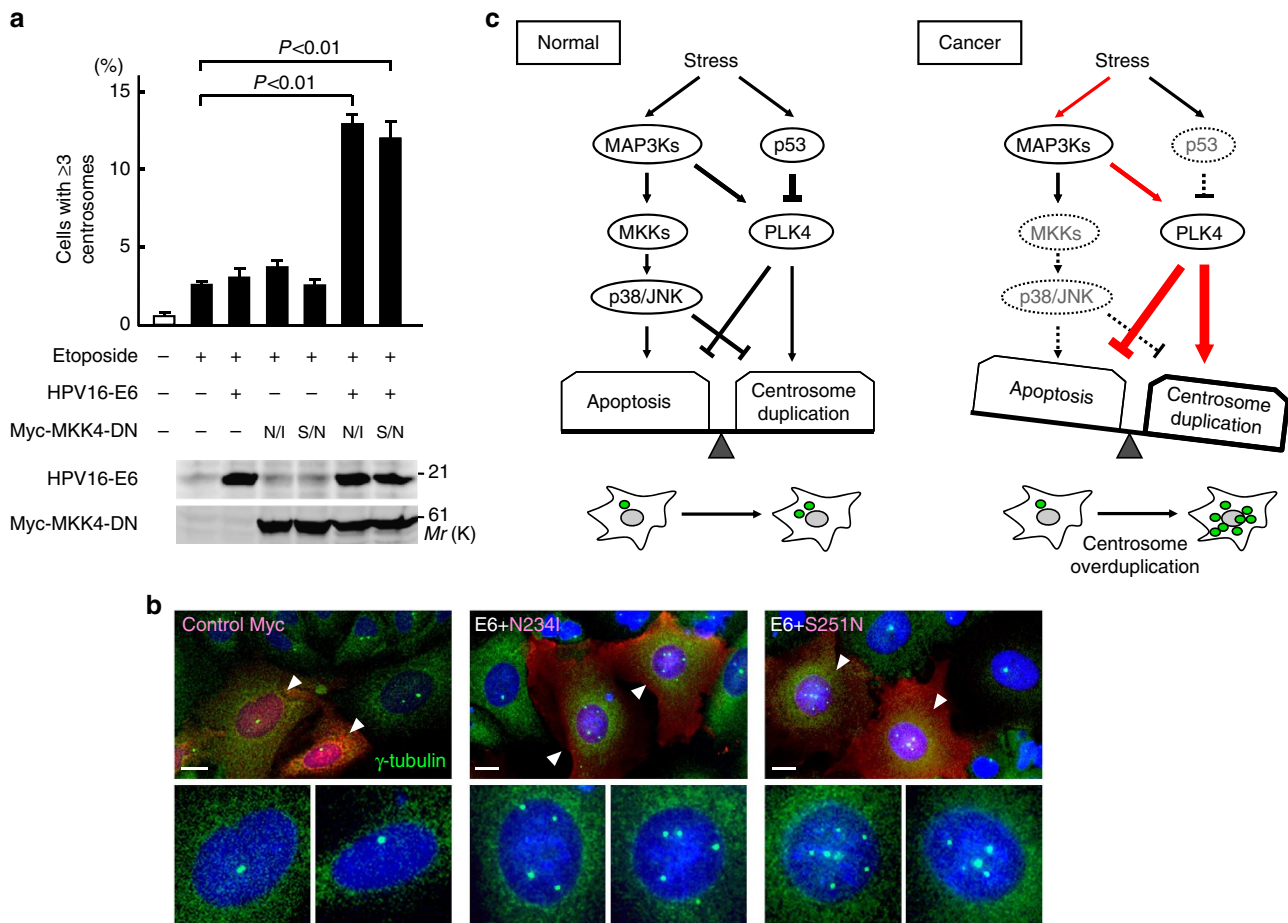 a
P<0.01
P<0.01
(%)
15
10
5
0
Cells with ≥3
centrosomes
Etoposide – + + + + + +
HPV16-E6 – – + – – + +
Myc-MKK4-DN – – – N/I S/N N/I S/N
HPV16-E6 21
Myc-MKK4-DN 61
Mr (K)
c
Normal
Stress
MAP3Ks
p53
MKKs
PLK4
p38/JNK
Apoptosis
Centrosome
duplication
Cancer
Stress
MAP3Ks
p53
MKKs
PLK4
p38/JNK
Apoptosis
Centrosome
duplication
Centrosome
overduplication
b
Control Myc
γ-tubulin
E6+N234I
E6+S251N